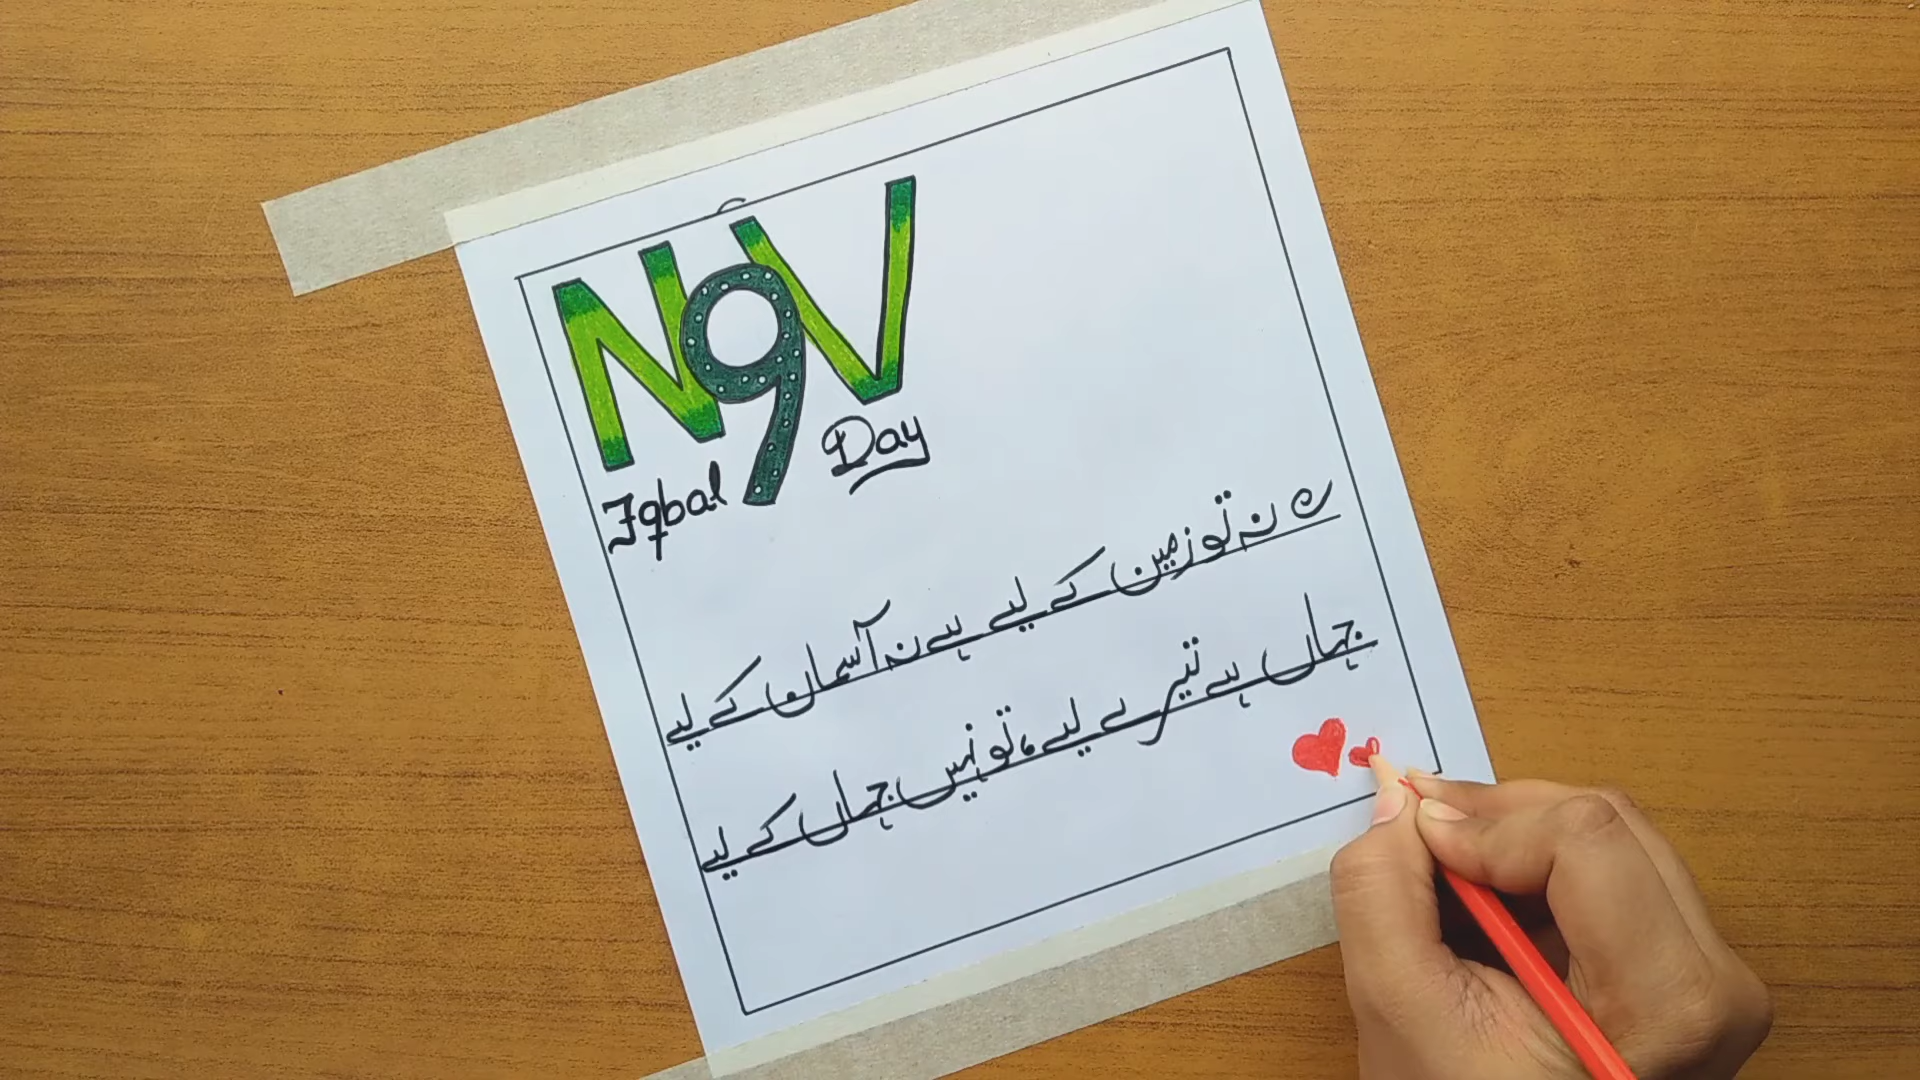 N9V
Iqbal Day
؎ نہ تو زمیں کے لیے ہے نہ آسماں کے لیے
جہاں ہے تیرے لیے، تو نہیں جہاں کے لیے